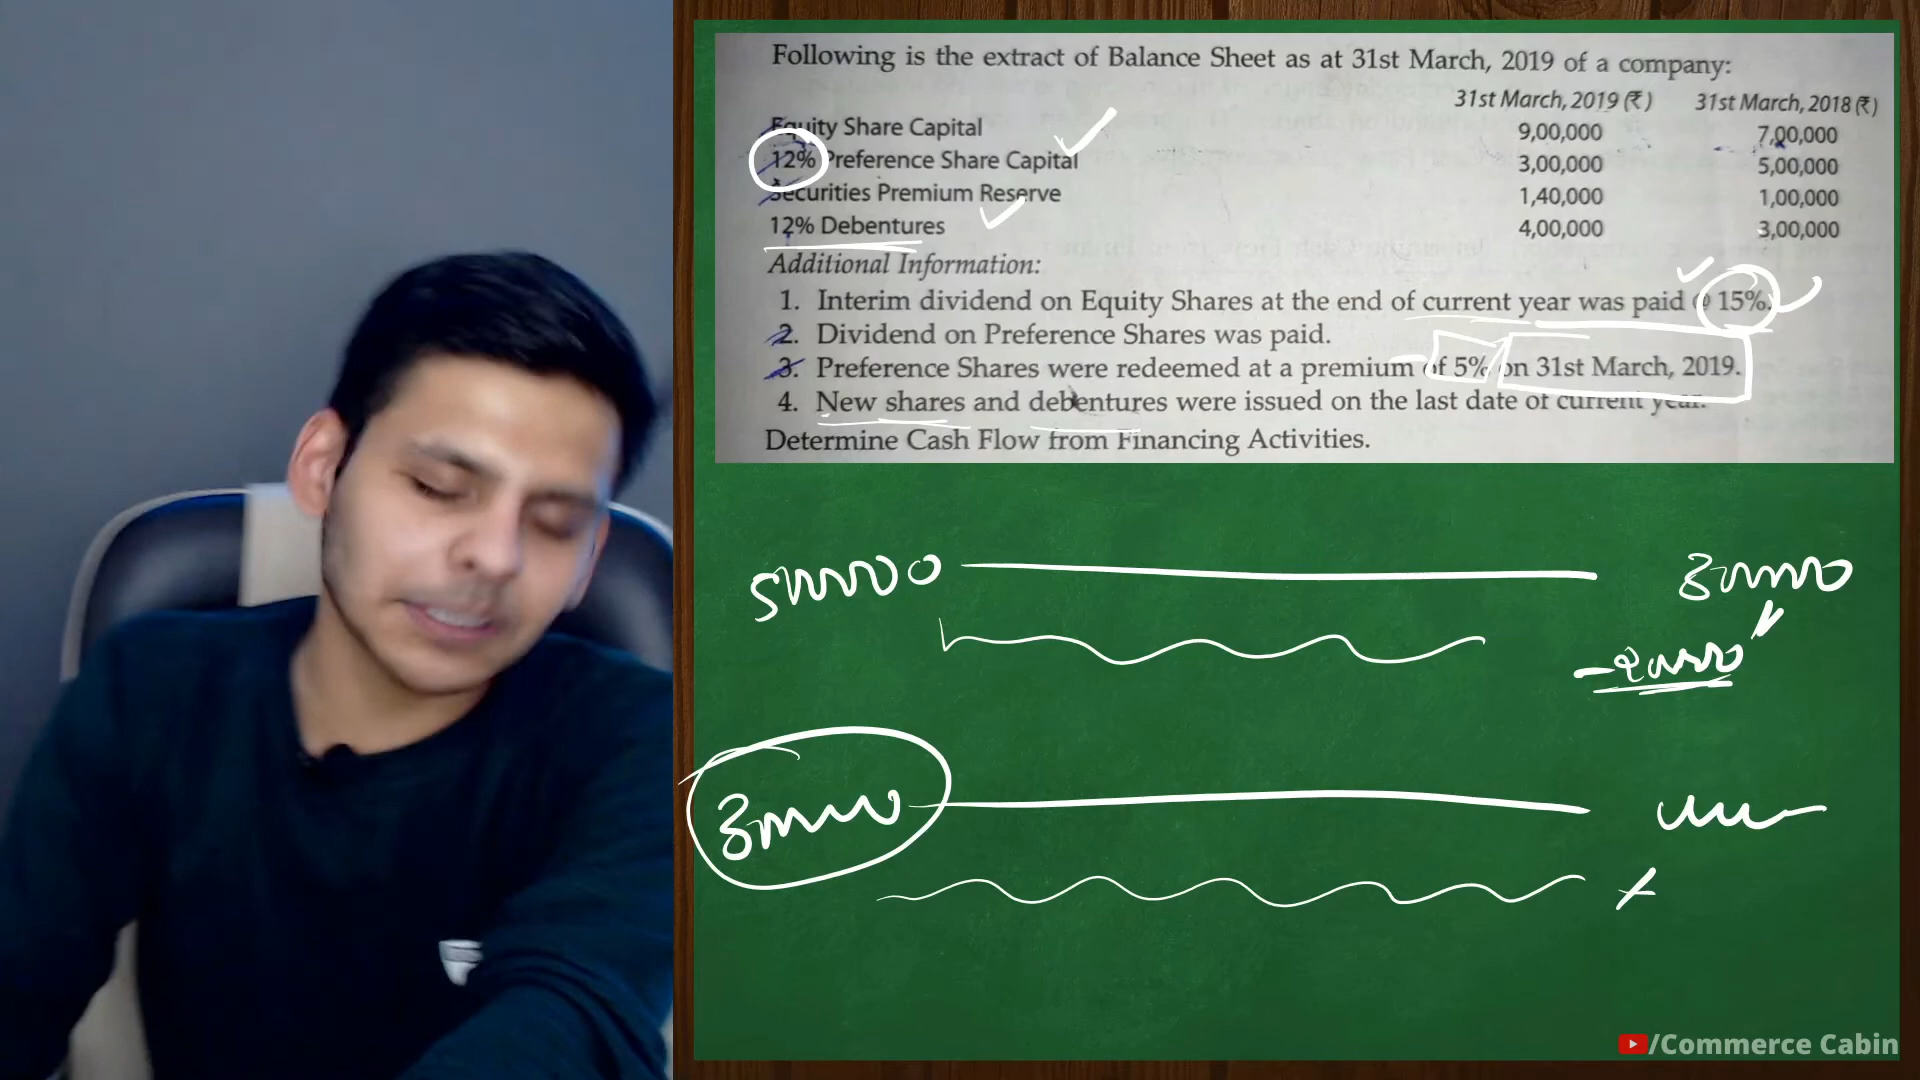 Following is the extract of Balance Sheet as at 31st March, 2019 of a company:
31st March, 2019 (₹) 31st March, 2018 (₹)
Equity Share Capital 9,00,000 7,00,000
12% Preference Share Capital 3,00,000 5,00,000
Securities Premium Reserve 1,40,000 1,00,000
12% Debentures 4,00,000 3,00,000
Additional Information:
1. Interim dividend on Equity Shares at the end of current year was paid @ 15%.
2. Dividend on Preference Shares was paid.
3. Preference Shares were redeemed at a premium of 5% on 31st March, 2019.
4. New shares and debentures were issued on the last date of current year.
Determine Cash Flow from Financing Activities.
/Commerce Cabin